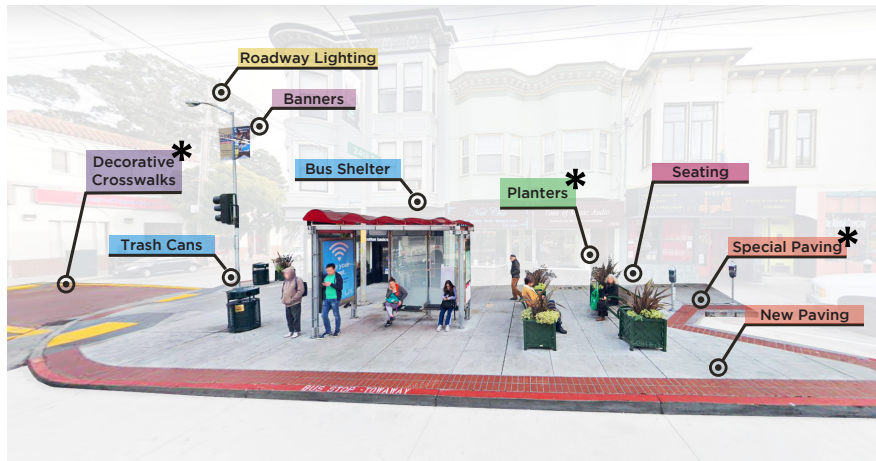 Roadway Lighting
Banners
Decorative
Crosswalks*
Bus Shelter
Planters*
Seating
Trash Cans
Special Paving*
New Paving
BUS STOP - TOWAWAY